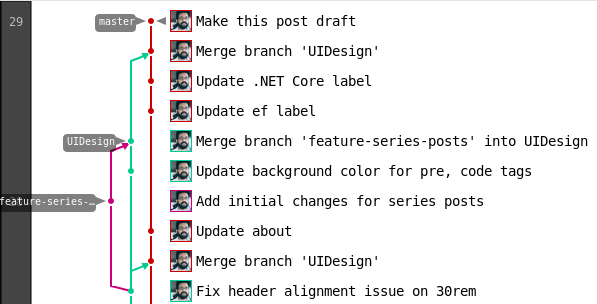 29
master
Make this post draft
Merge branch 'UIDesign'
Update .NET Core label
Update ef label
UIDesign
Merge branch 'feature-series-posts' into UIDesign
Update background color for pre, code tags
feature-series-…
Add initial changes for series posts
Update about
Merge branch 'UIDesign'
Fix header alignment issue on 30rem